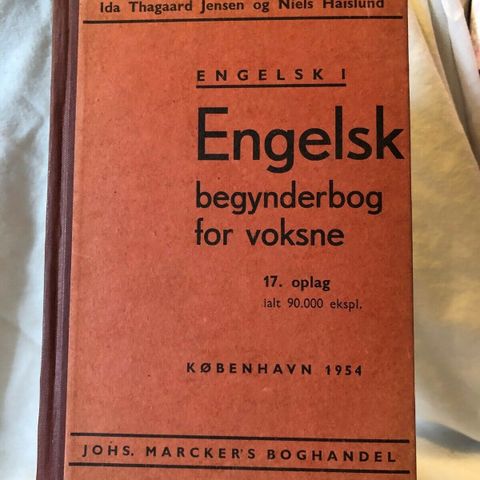 Ida Thagaard Jensen og Niels Haislund
ENGELSK I
Engelsk
begynderbog
for voksne
17. oplag
ialt 90.000 ekspl.
KØBENHAVN 1954
JOHS. MARCKER'S BOGHANDEL